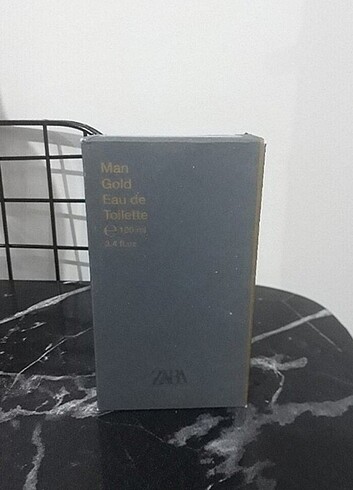 Man
Gold
Eau de
Toilette
℮ 100 ml
3.4 fl.oz
ZARA